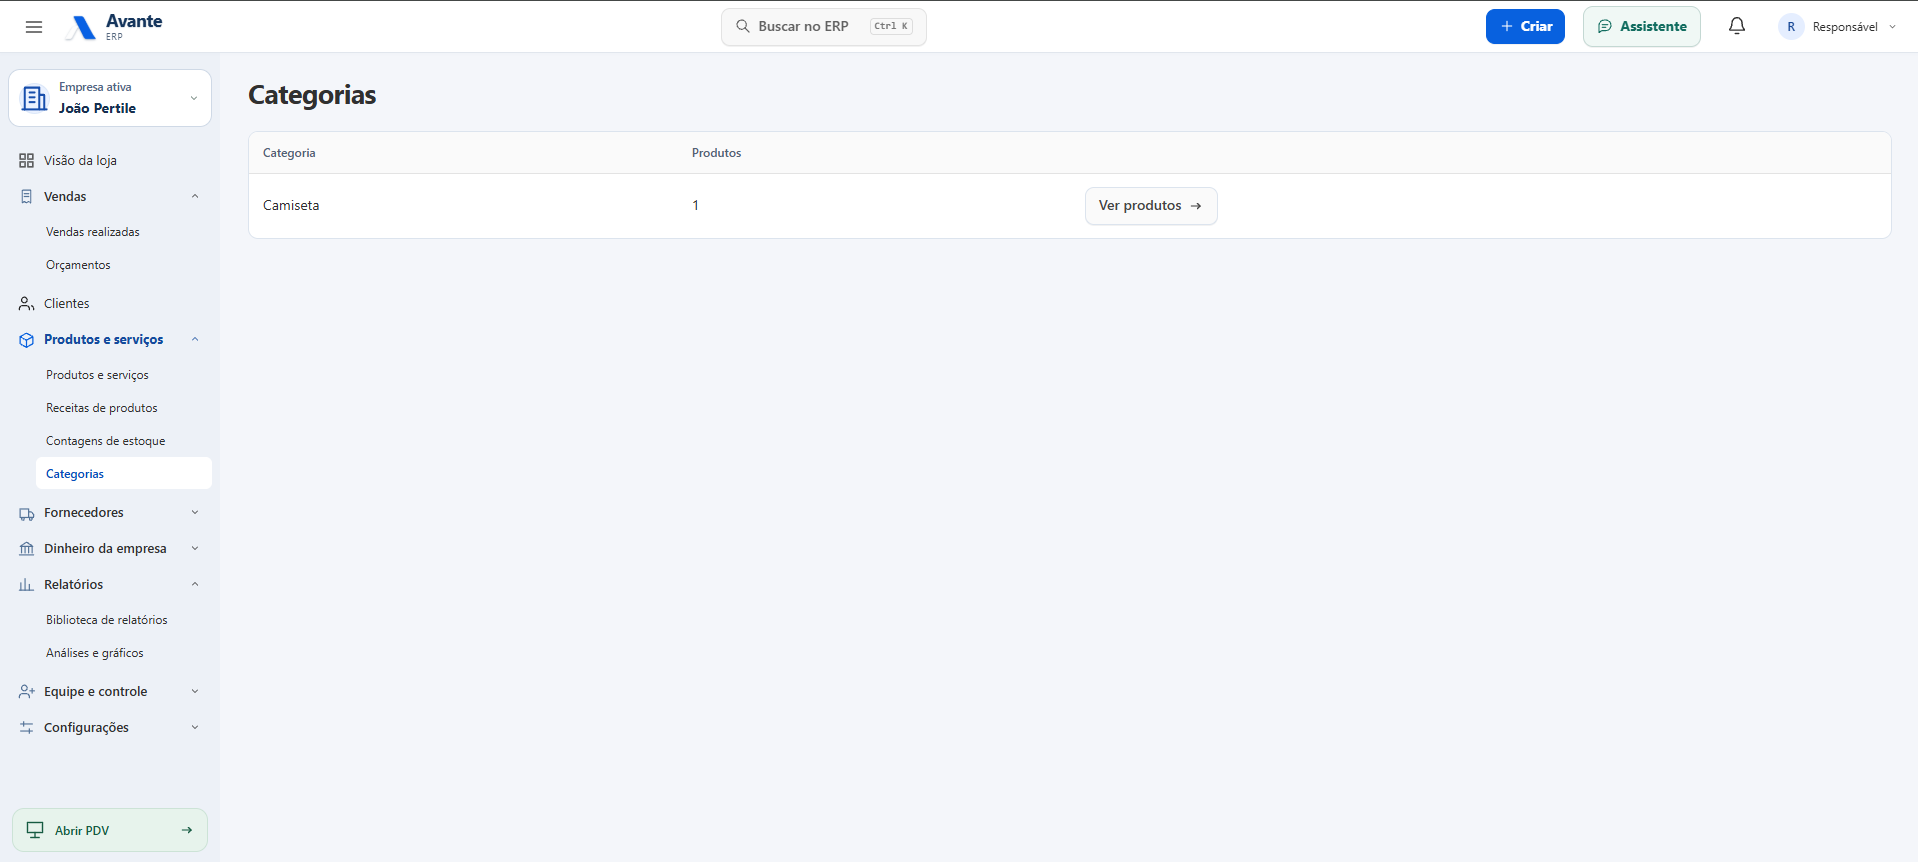 Avante
ERP
Buscar no ERP Ctrl K
+ Criar
Assistente
R Responsável
Empresa ativa
João Pertile
Visão da loja
Vendas
Vendas realizadas
Orçamentos
Clientes
Produtos e serviços
Produtos e serviços
Receitas de produtos
Contagens de estoque
Categorias
Fornecedores
Dinheiro da empresa
Relatórios
Biblioteca de relatórios
Análises e gráficos
Equipe e controle
Configurações
Abrir PDV →
Categorias
Categoria Produtos
Camiseta 1 Ver produtos →